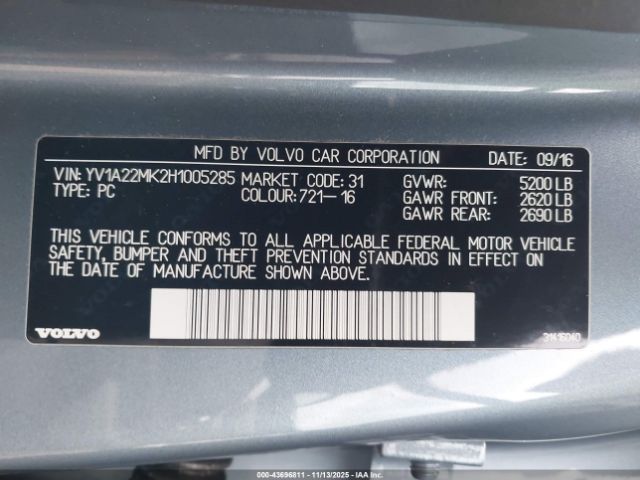 MFD BY VOLVO CAR CORPORATION DATE: 09/16
VIN: YV1A22MK2H1005285 MARKET CODE: 31 GVWR: 5200 LB
TYPE: PC COLOUR: 721-16 GAWR FRONT: 2620 LB
GAWR REAR: 2690 LB
THIS VEHICLE CONFORMS TO ALL APPLICABLE FEDERAL MOTOR VEHICLE
SAFETY, BUMPER AND THEFT PREVENTION STANDARDS IN EFFECT ON
THE DATE OF MANUFACTURE SHOWN ABOVE.
VOLVO 31416040
000-43696811 - 11/13/2025 - IAA Inc.